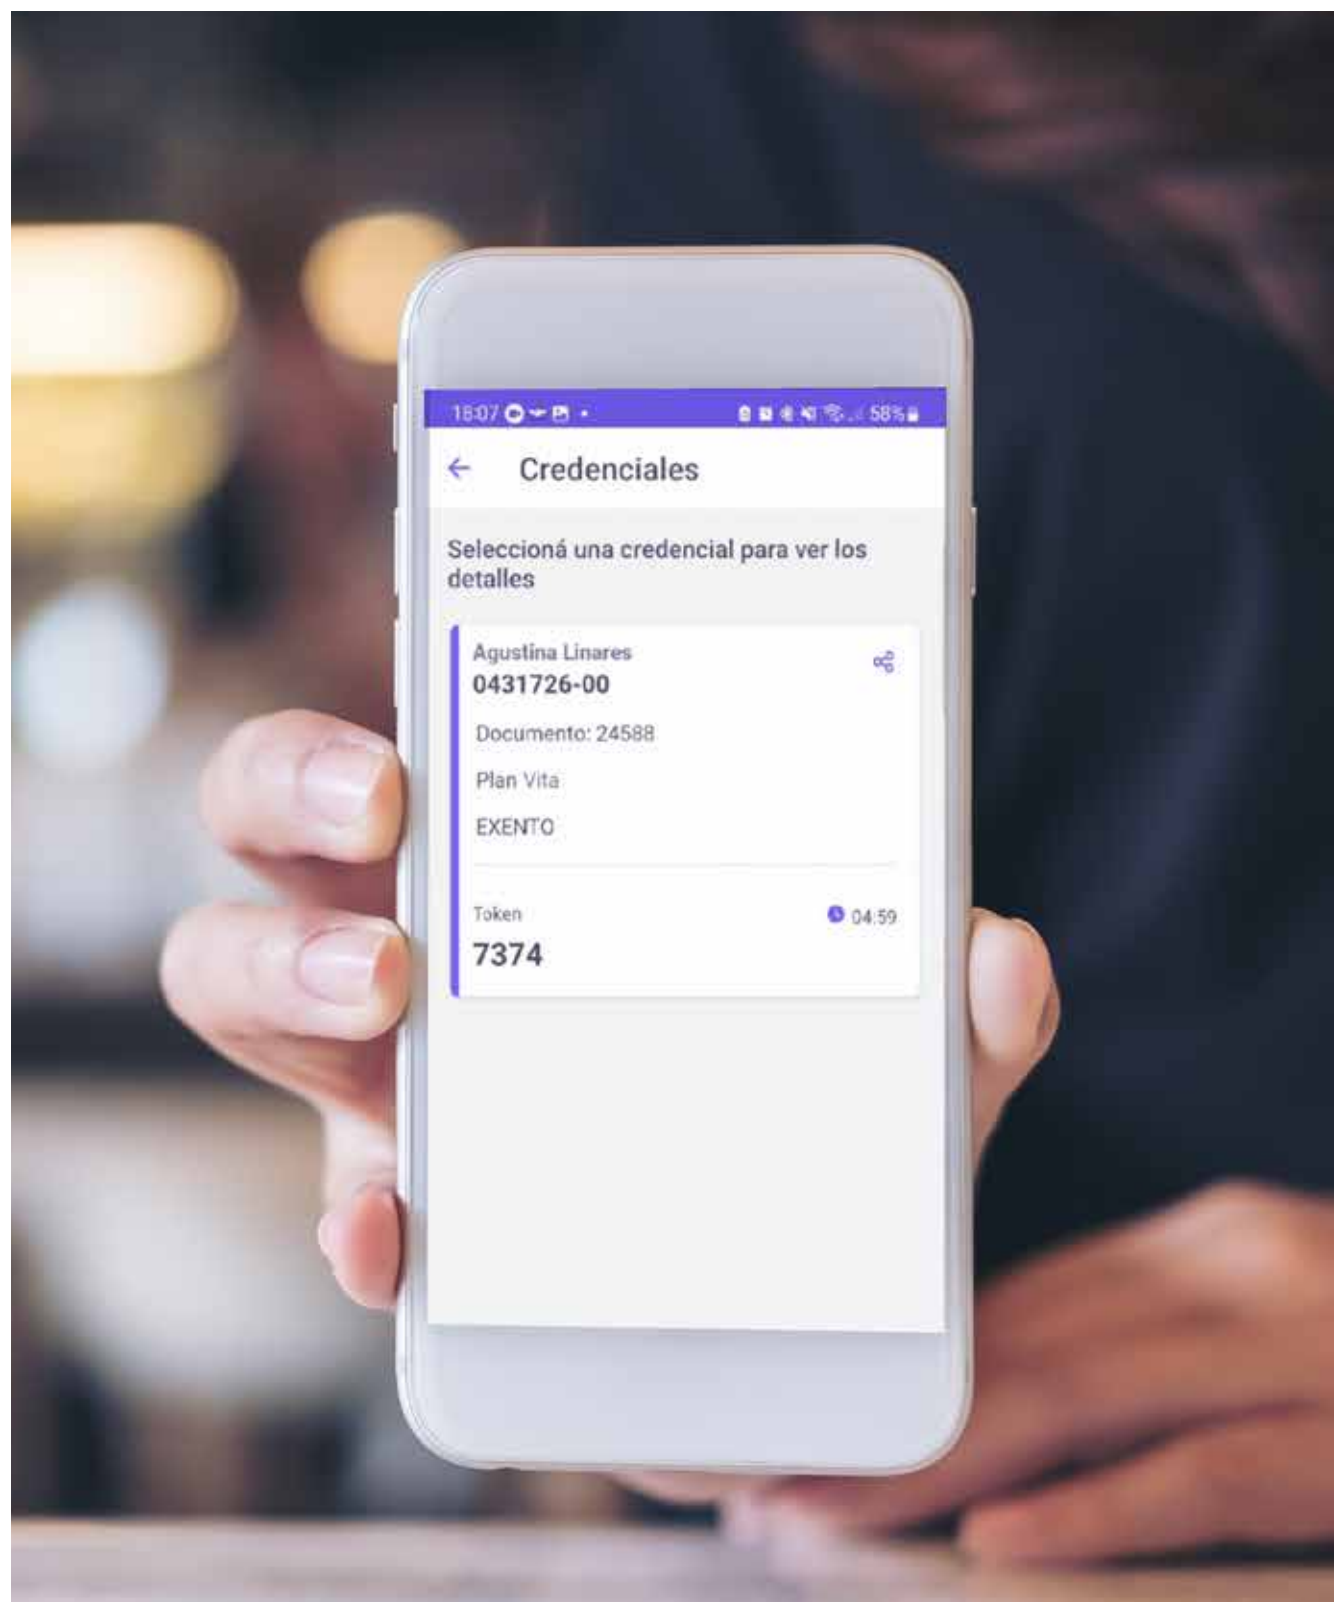 18:07 58%
Credenciales
Seleccioná una credencial para ver los
detalles
Agustina Linares
0431726-00
Documento: 24588
Plan Vita
EXENTO
Token 04:59
7374